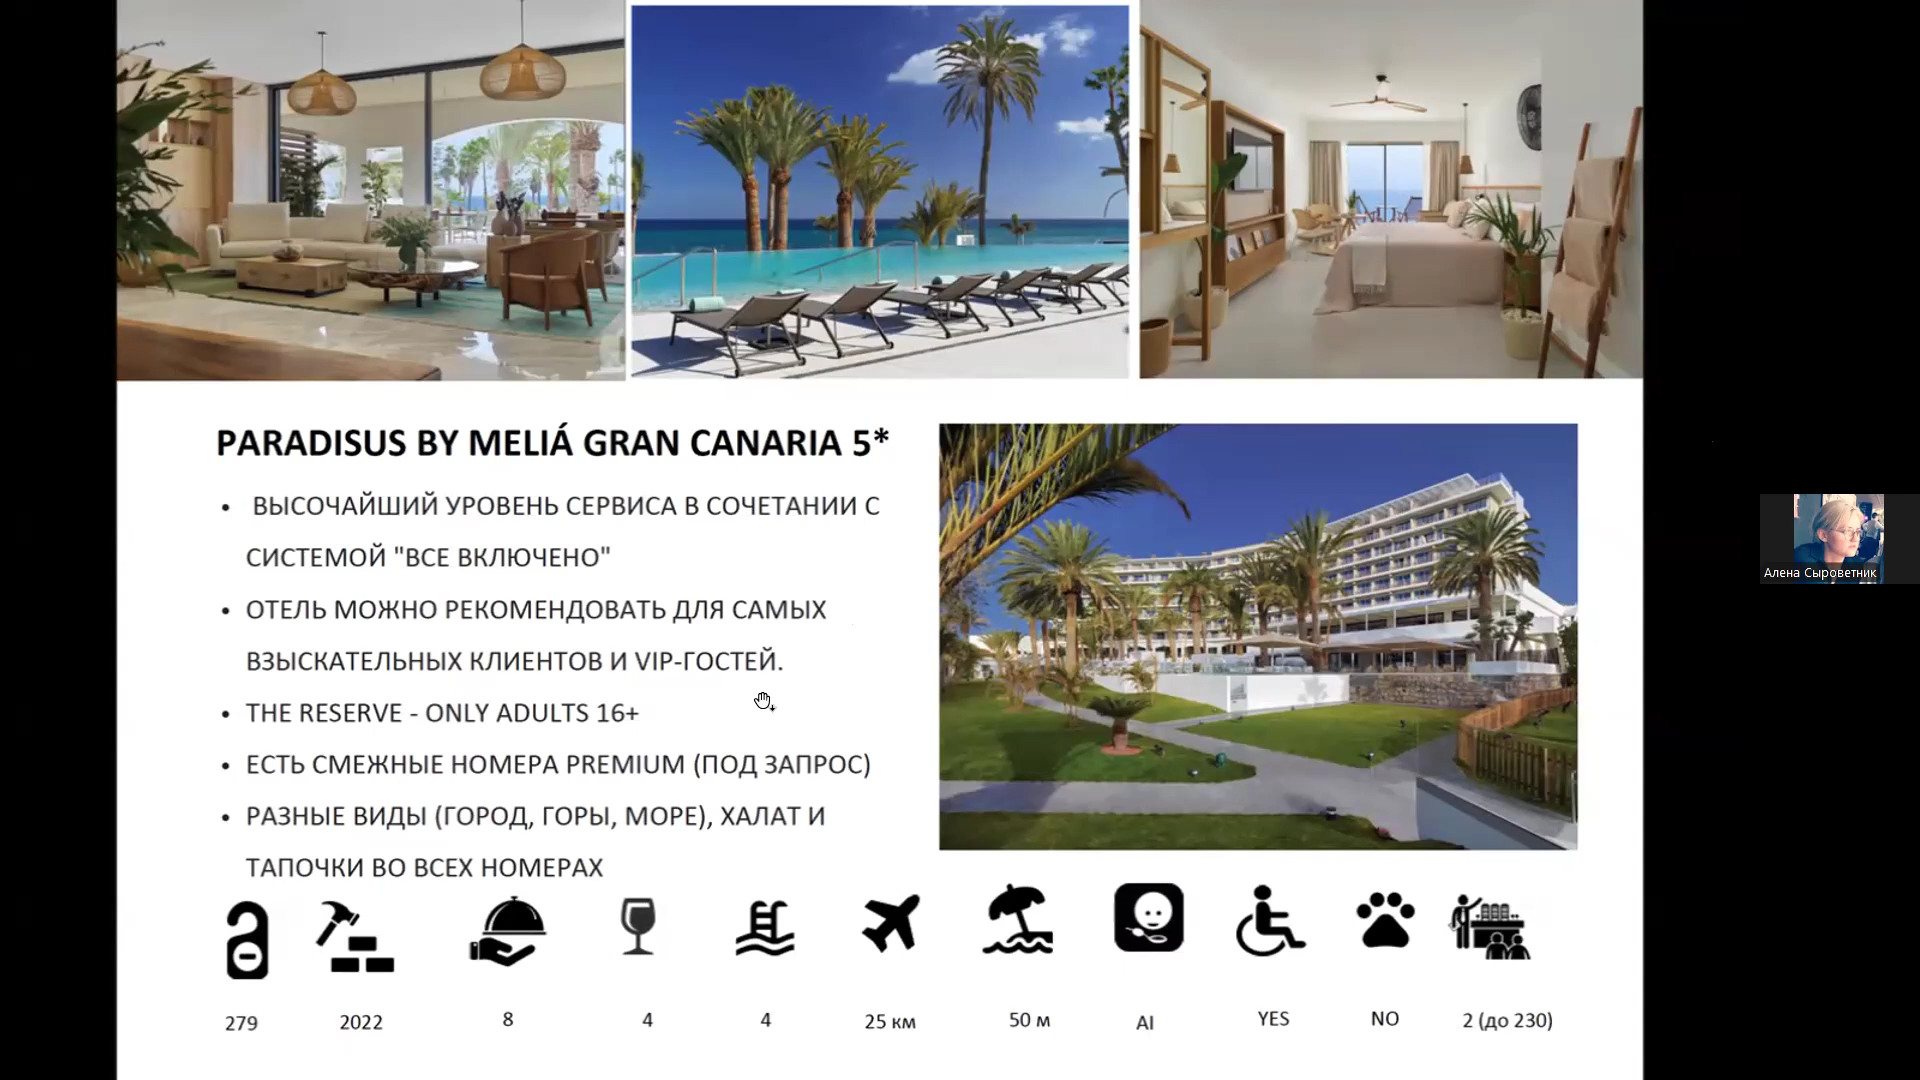 PARADISUS BY MELIÁ GRAN CANARIA 5*
• ВЫСОЧАЙШИЙ УРОВЕНЬ СЕРВИСА В СОЧЕТАНИИ С
СИСТЕМОЙ "ВСЕ ВКЛЮЧЕНО"
• ОТЕЛЬ МОЖНО РЕКОМЕНДОВАТЬ ДЛЯ САМЫХ
ВЗЫСКАТЕЛЬНЫХ КЛИЕНТОВ И VIP-ГОСТЕЙ.
• THE RESERVE - ONLY ADULTS 16+
• ЕСТЬ СМЕЖНЫЕ НОМЕРА PREMIUM (ПОД ЗАПРОС)
• РАЗНЫЕ ВИДЫ (ГОРОД, ГОРЫ, МОРЕ), ХАЛАТ И
ТАПОЧКИ ВО ВСЕХ НОМЕРАХ
279 2022 8 4 4 25 км 50 м AI YES NO 2 (до 230)
Алена Сыроветник